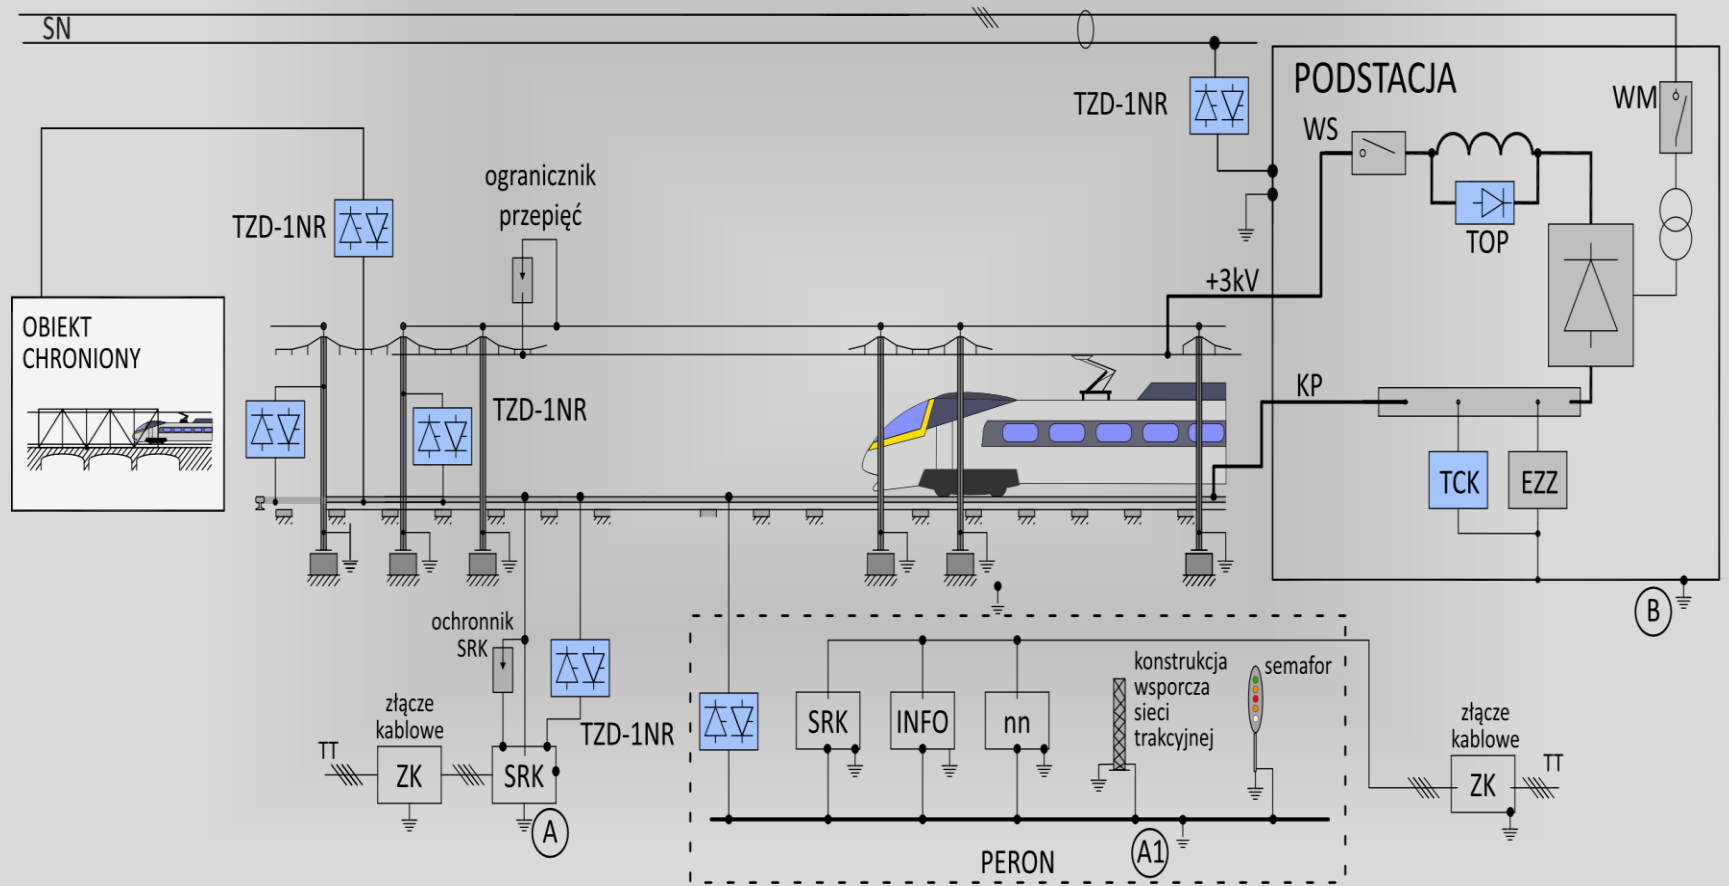 SN
PODSTACJA
TZD-1NR
WM
WS
ogranicznik
przepięć
TZD-1NR
TOP
+3kV
OBIEKT
CHRONIONY
KP
TZD-1NR
TCK
EZZ
B
ochronnik
SRK
konstrukcja
wsporcza
sieci
trakcyjnej
semafor
złącze
kablowe
TZD-1NR
SRK
INFO
nn
złącze
kablowe
TT
ZK
SRK
TT
ZK
A
A1
PERON